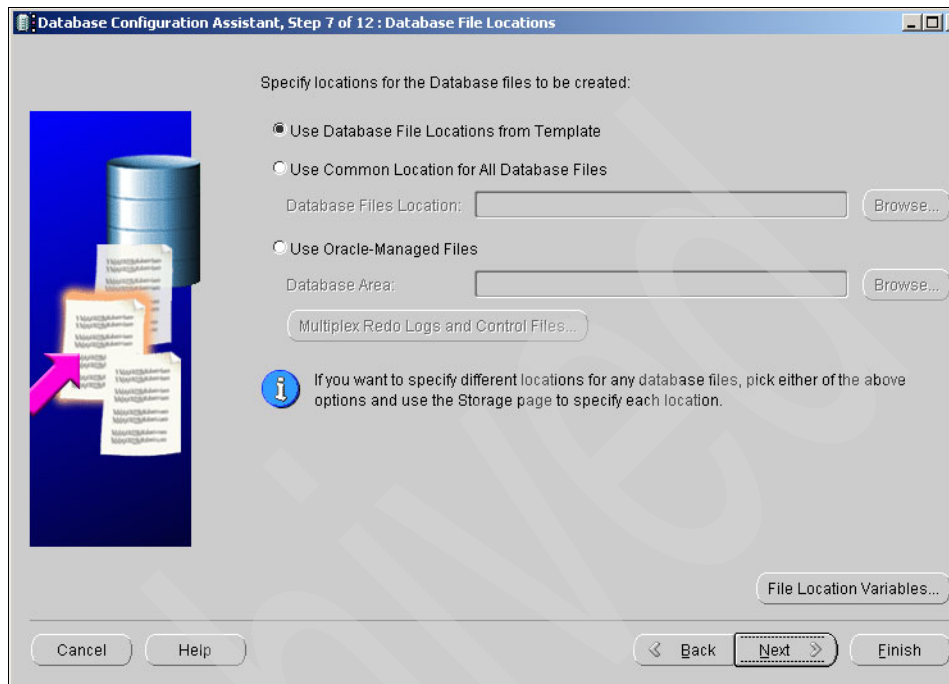 Database Configuration Assistant, Step 7 of 12 : Database File Locations
Specify locations for the Database files to be created:
Use Database File Locations from Template
Use Common Location for All Database Files
Database Files Location:
Browse...
Use Oracle-Managed Files
Database Area:
Browse...
Multiplex Redo Logs and Control Files...
If you want to specify different locations for any database files, pick either of the above
options and use the Storage page to specify each location.
File Location Variables...
Cancel
Help
Back
Next
Finish